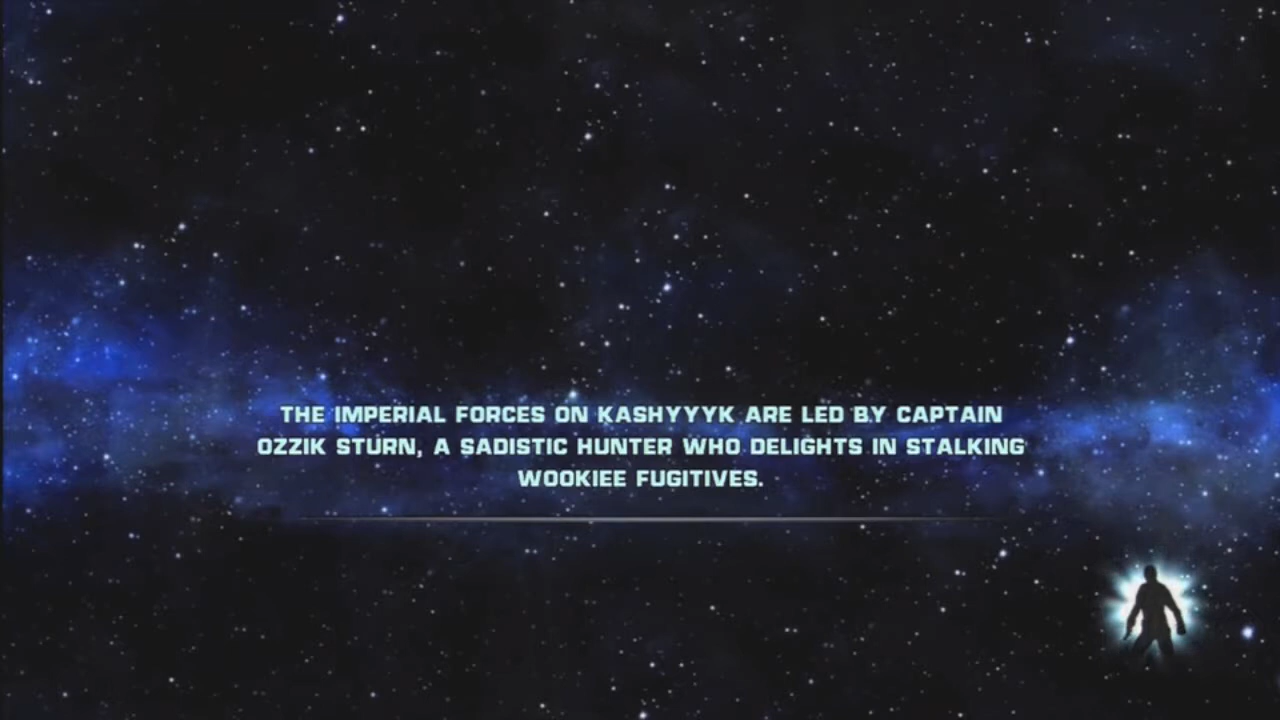 THE IMPERIAL FORCES ON KASHYYYK ARE LED BY CAPTAIN
OZZIK STURN, A SADISTIC HUNTER WHO DELIGHTS IN STALKING
WOOKIEE FUGITIVES.